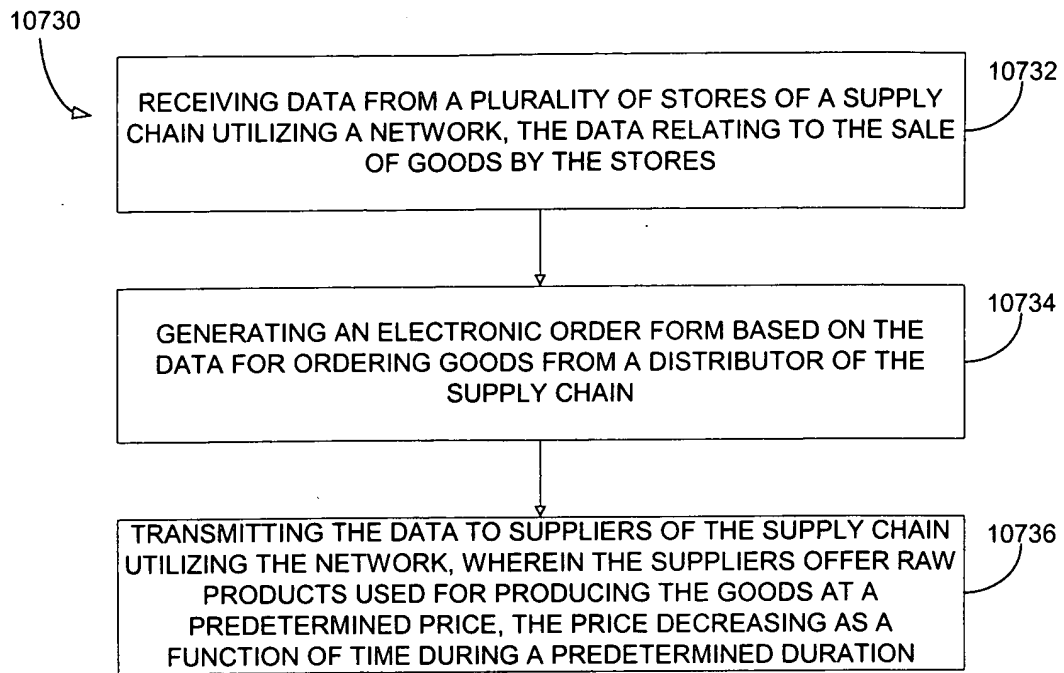 10730
10732
RECEIVING DATA FROM A PLURALITY OF STORES OF A SUPPLY
CHAIN UTILIZING A NETWORK, THE DATA RELATING TO THE SALE
OF GOODS BY THE STORES
10734
GENERATING AN ELECTRONIC ORDER FORM BASED ON THE
DATA FOR ORDERING GOODS FROM A DISTRIBUTOR OF THE
SUPPLY CHAIN
10736
TRANSMITTING THE DATA TO SUPPLIERS OF THE SUPPLY CHAIN
UTILIZING THE NETWORK, WHEREIN THE SUPPLIERS OFFER RAW
PRODUCTS USED FOR PRODUCING THE GOODS AT A
PREDETERMINED PRICE, THE PRICE DECREASING AS A
FUNCTION OF TIME DURING A PREDETERMINED DURATION